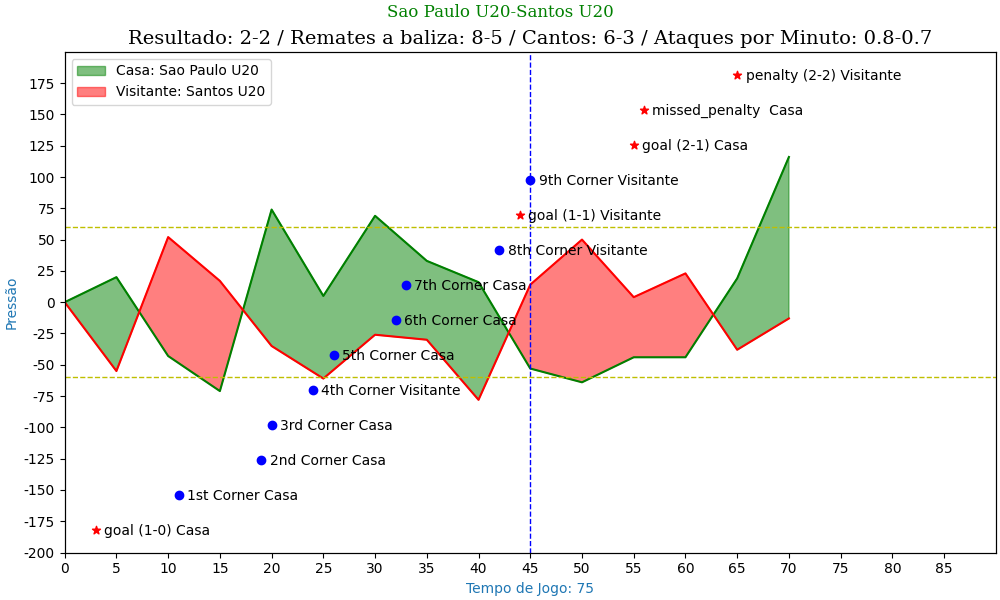 Sao Paulo U20-Santos U20
Resultado: 2-2 / Remates a baliza: 8-5 / Cantos: 6-3 / Ataques por Minuto: 0.8-0.7
Casa: Sao Paulo U20
Visitante: Santos U20
penalty (2-2) Visitante
missed_penalty  Casa
goal (2-1) Casa
9th Corner Visitante
goal (1-1) Visitante
8th Corner Visitante
7th Corner Casa
6th Corner Casa
5th Corner Casa
4th Corner Visitante
3rd Corner Casa
2nd Corner Casa
1st Corner Casa
goal (1-0) Casa
Pressão
175
150
125
100
75
50
25
0
-25
-50
-75
-100
-125
-150
-175
-200
0 5 10 15 20 25 30 35 40 45 50 55 60 65 70 75 80 85
Tempo de Jogo: 75